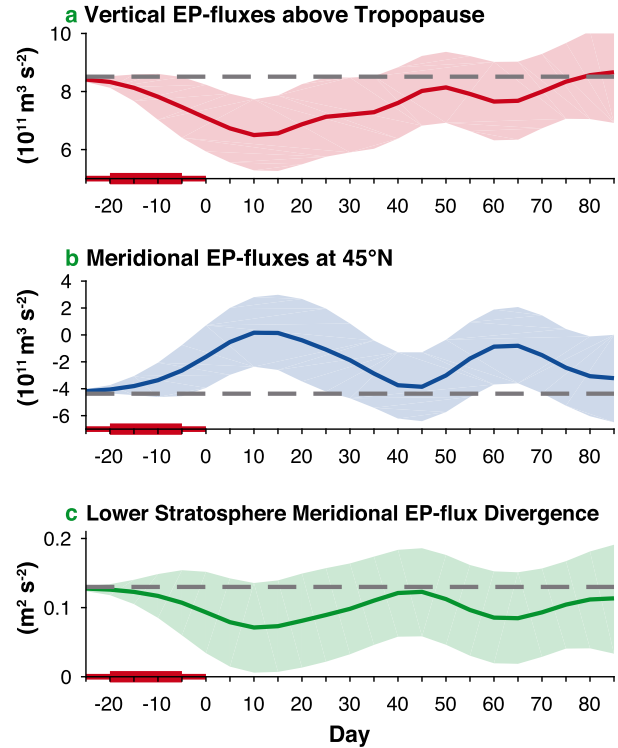 a Vertical EP-fluxes above Tropopause
10
8
6
(10¹¹ m³ s⁻²)
-20 -10 0 10 20 30 40 50 60 70 80
b Meridional EP-fluxes at 45°N
4
2
0
-2
-4
-6
(10¹¹ m³ s⁻²)
-20 -10 0 10 20 30 40 50 60 70 80
c Lower Stratosphere Meridional EP-flux Divergence
0.2
0.1
0
(m² s⁻²)
-20 -10 0 10 20 30 40 50 60 70 80
Day